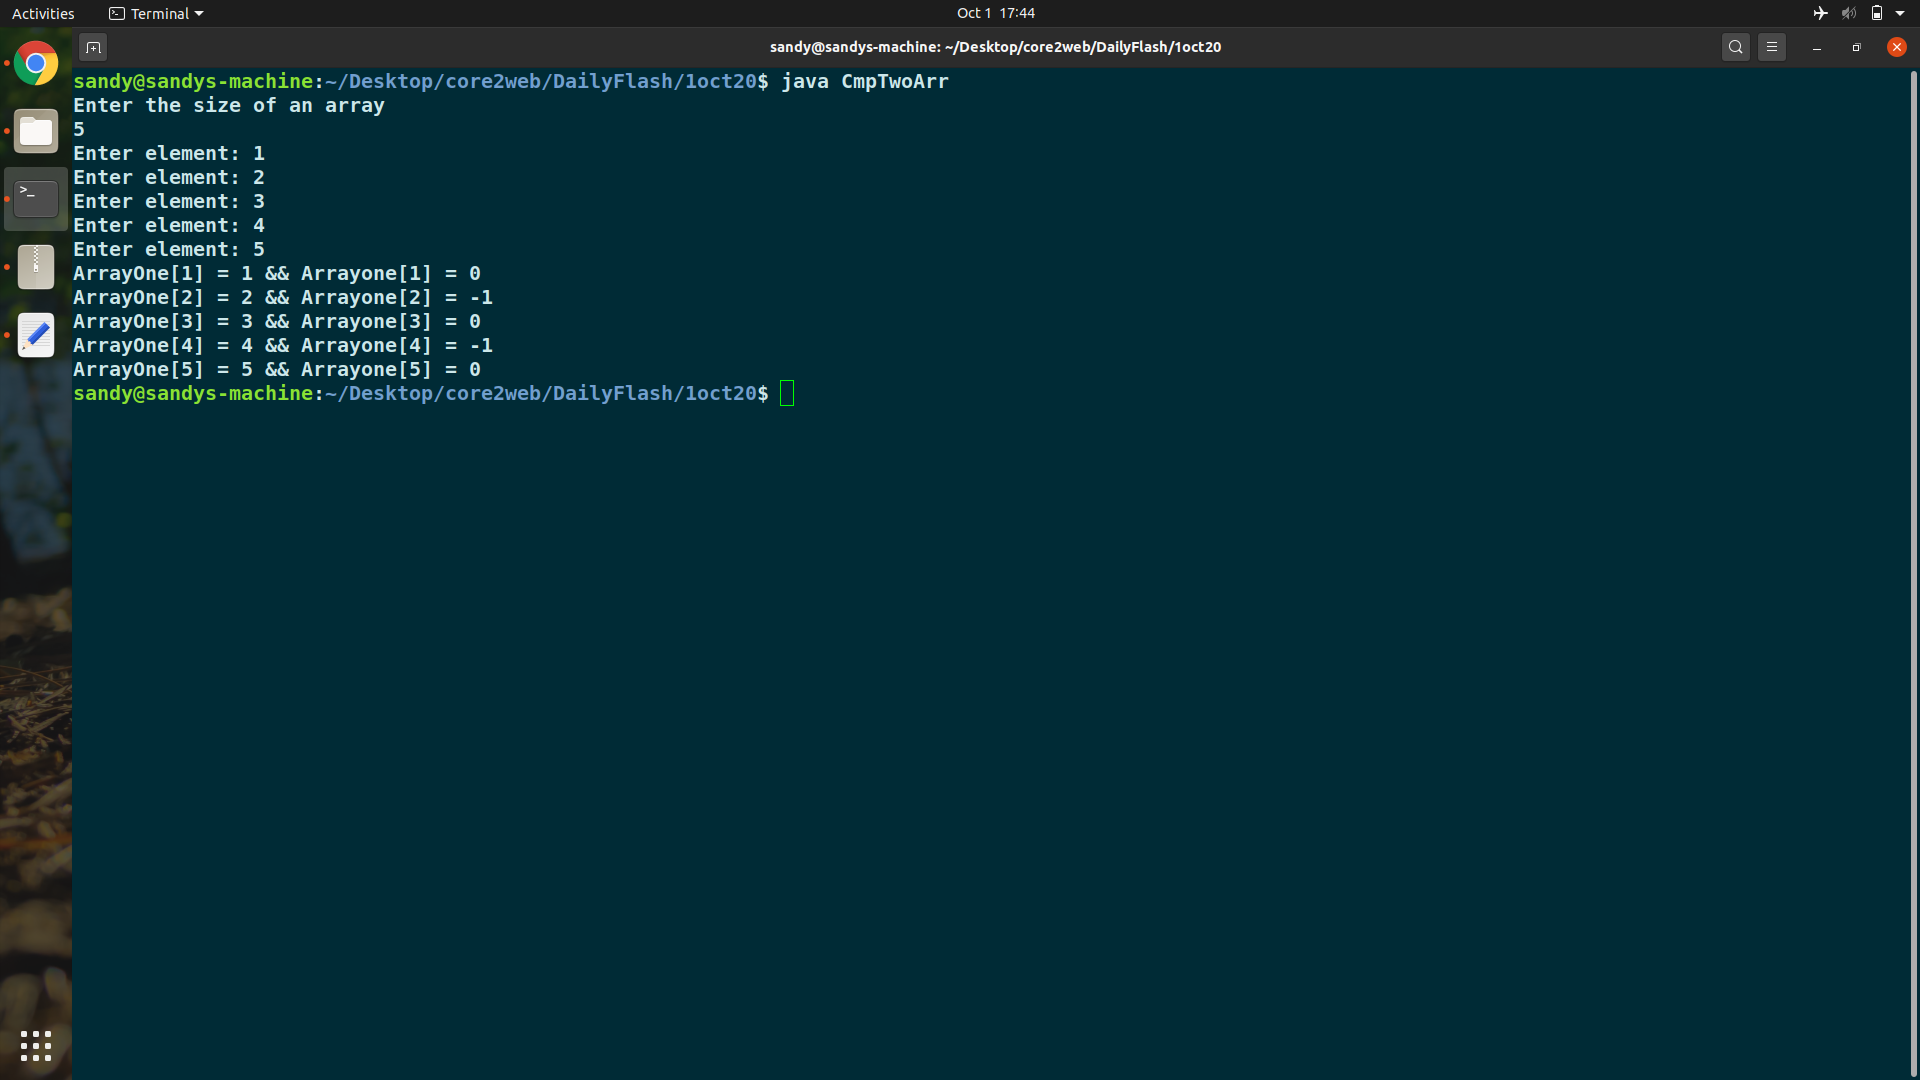 Activities Terminal Oct 1 17:44
sandy@sandys-machine: ~/Desktop/core2web/DailyFlash/1oct20
sandy@sandys-machine:~/Desktop/core2web/DailyFlash/1oct20$ java CmpTwoArr
Enter the size of an array
5
Enter element: 1
Enter element: 2
Enter element: 3
Enter element: 4
Enter element: 5
ArrayOne[1] = 1 && Arrayone[1] = 0
ArrayOne[2] = 2 && Arrayone[2] = -1
ArrayOne[3] = 3 && Arrayone[3] = 0
ArrayOne[4] = 4 && Arrayone[4] = -1
ArrayOne[5] = 5 && Arrayone[5] = 0
sandy@sandys-machine:~/Desktop/core2web/DailyFlash/1oct20$